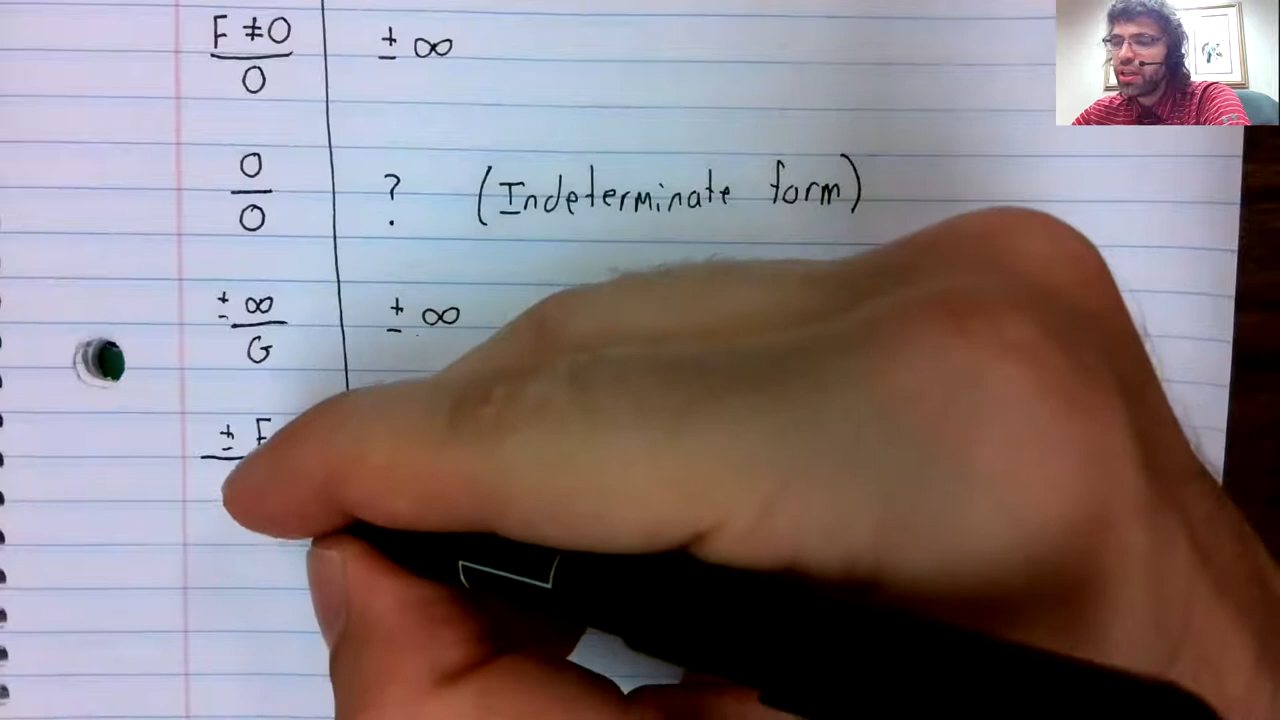 F ≠ 0 ± ∞
0
0
0 ? (Indeterminate form)
± ∞ ± ∞
G
± F